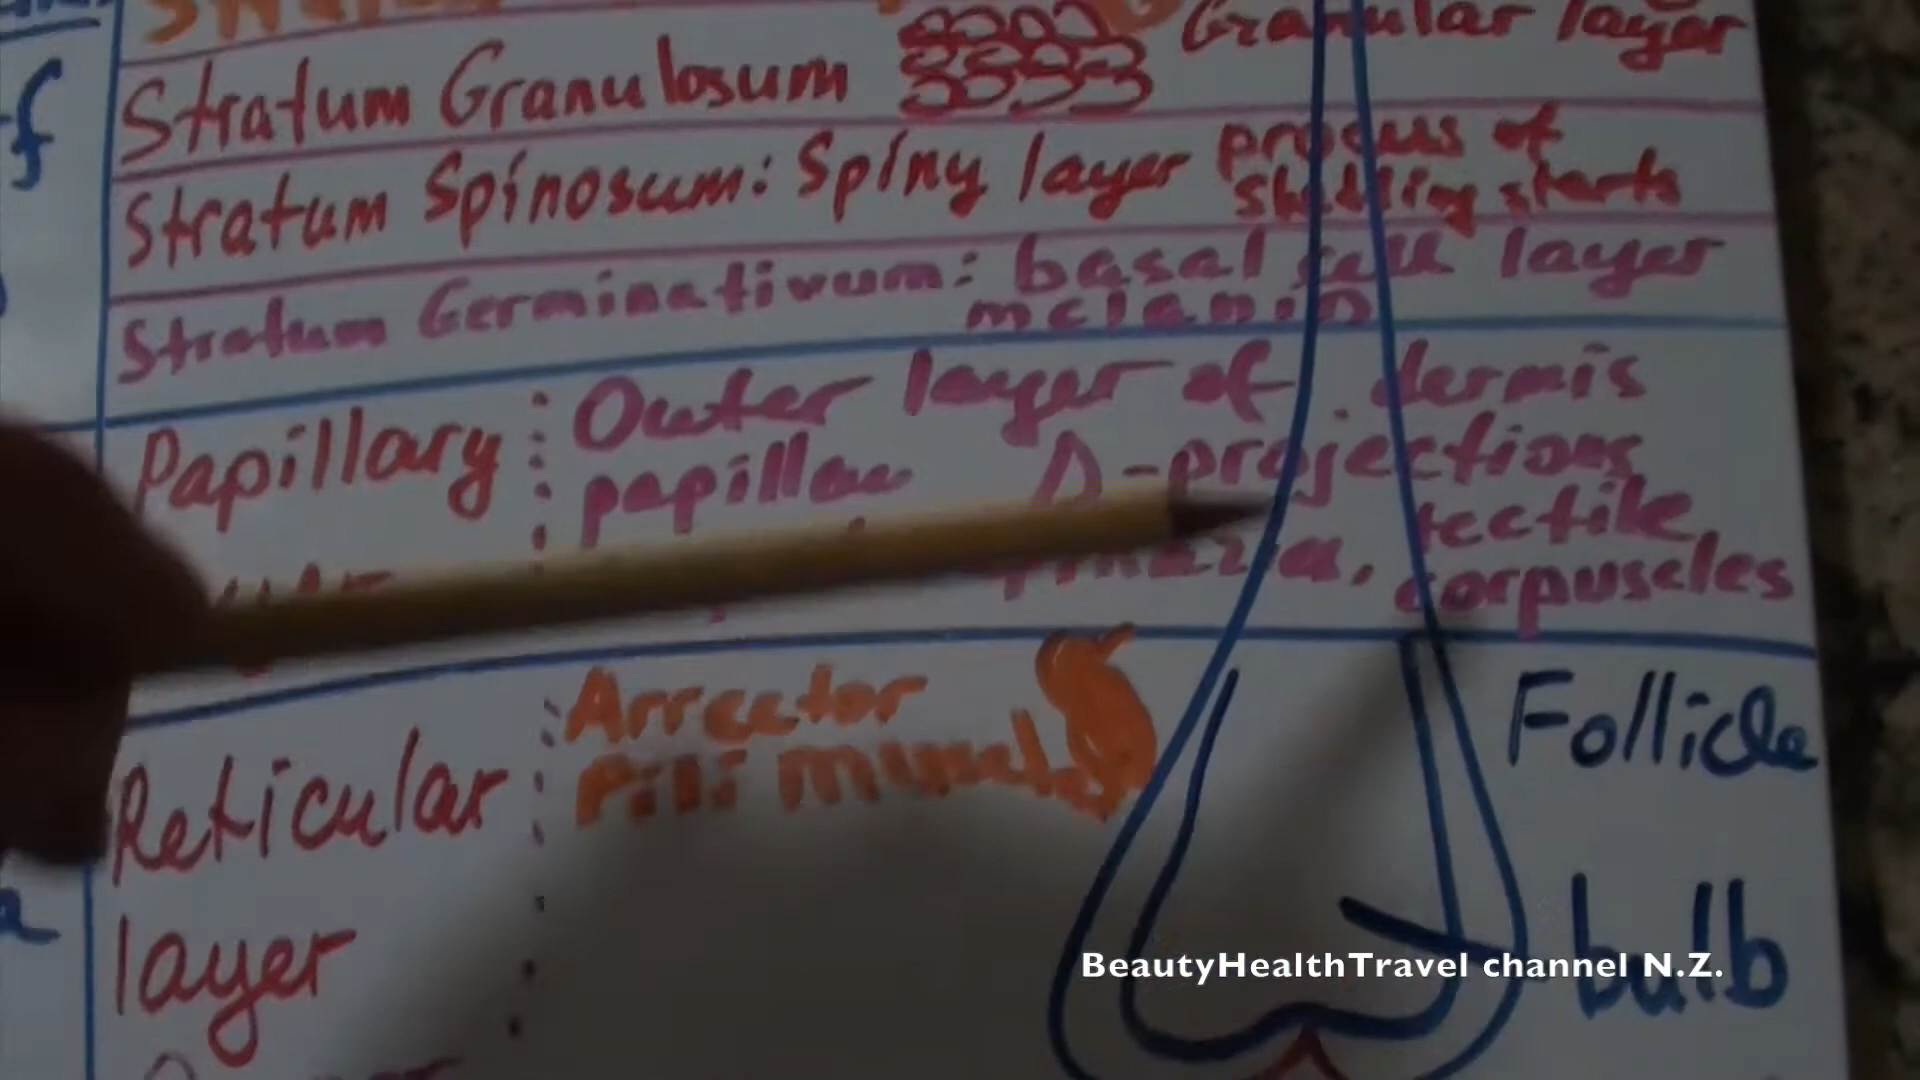 Granular layer
Stratum Granulosum
Stratum Spinosum: Spiny layer process of
shedding starts
Stratum Germinativum: basal cell layer
melanin
Papillary
Outer layer of dermis
papillae -projections
tectile
corpuscles
Arrector
Pili Muscle
Reticular
layer
Follicle
bulb
BeautyHealthTravel channel N.Z.